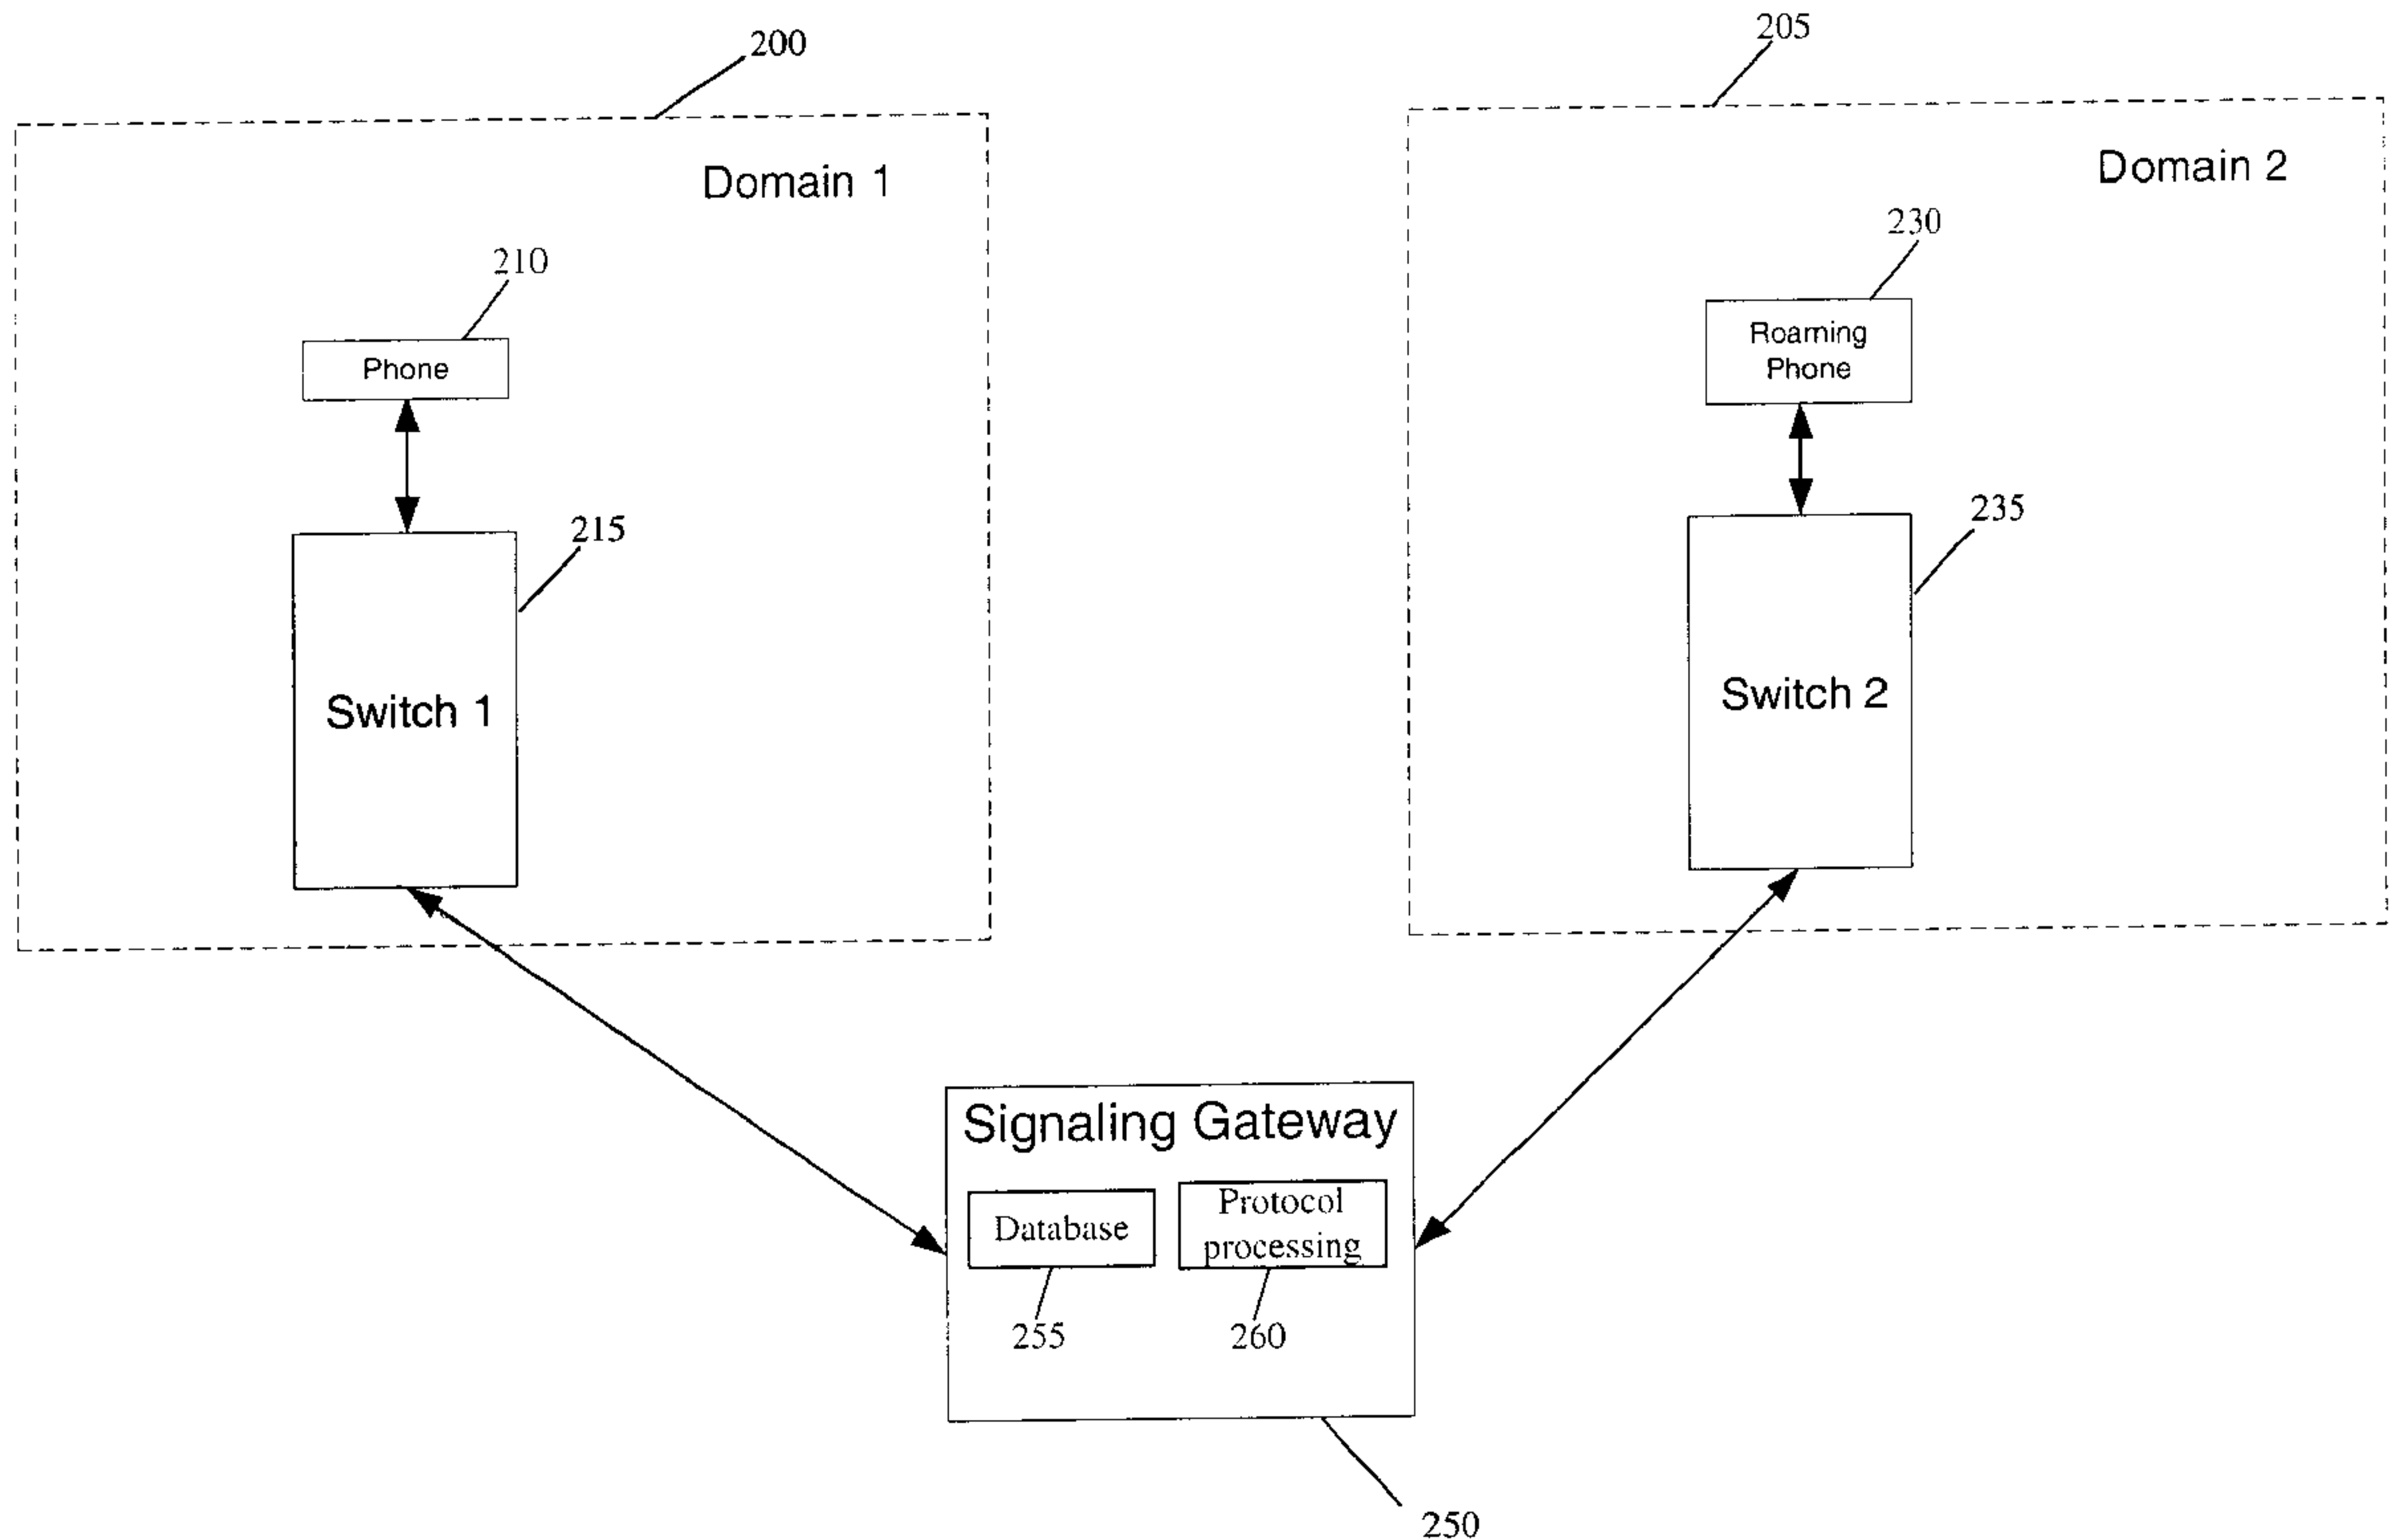 200
205
Domain 1
Domain 2
210
230
Phone
Roaming
Phone
215
235
Switch 1
Switch 2
Signaling Gateway
Database
Protocol
processing
255
260
250